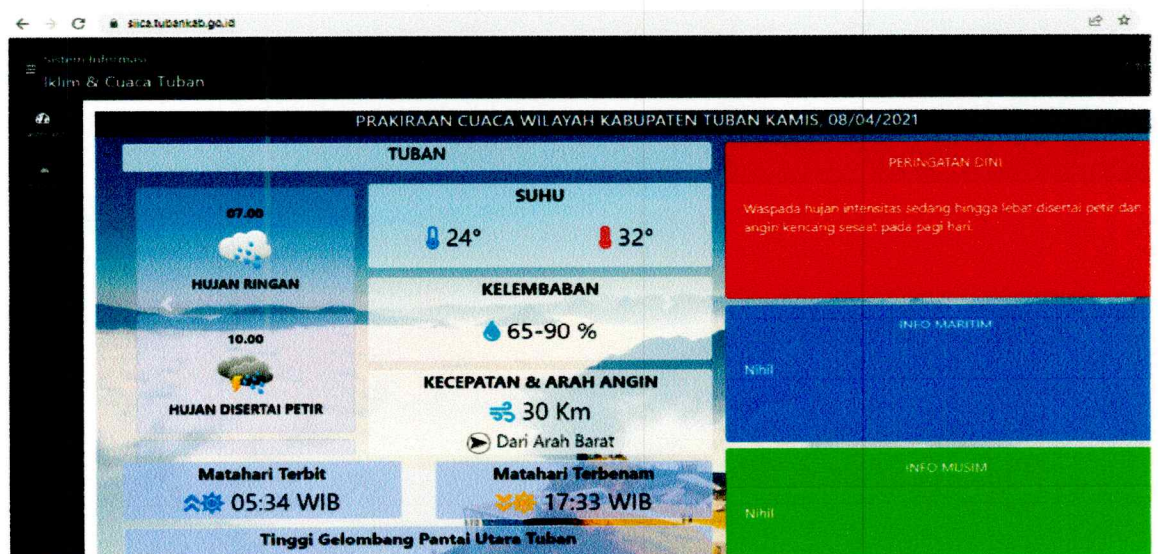 siica.tubankab.go.id
Sistem Informasi
Iklim & Cuaca Tuban
PRAKIRAAN CUACA WILAYAH KABUPATEN TUBAN KAMIS, 08/04/2021
TUBAN
07.00
HUJAN RINGAN
10.00
HUJAN DISERTAI PETIR
SUHU
24° 32°
KELEMBABAN
65-90 %
KECEPATAN & ARAH ANGIN
30 Km
Dari Arah Barat
Matahari Terbit
05:34 WIB
Matahari Terbenam
17:33 WIB
Tinggi Gelombang Pantai Utara Tuban
PERINGATAN DINI
Waspada hujan intensitas sedang hingga lebat disertai petir dan
angin kencang sesaat pada pagi hari.
INFO MARITIM
Nihil
INFO MUSIM
Nihil